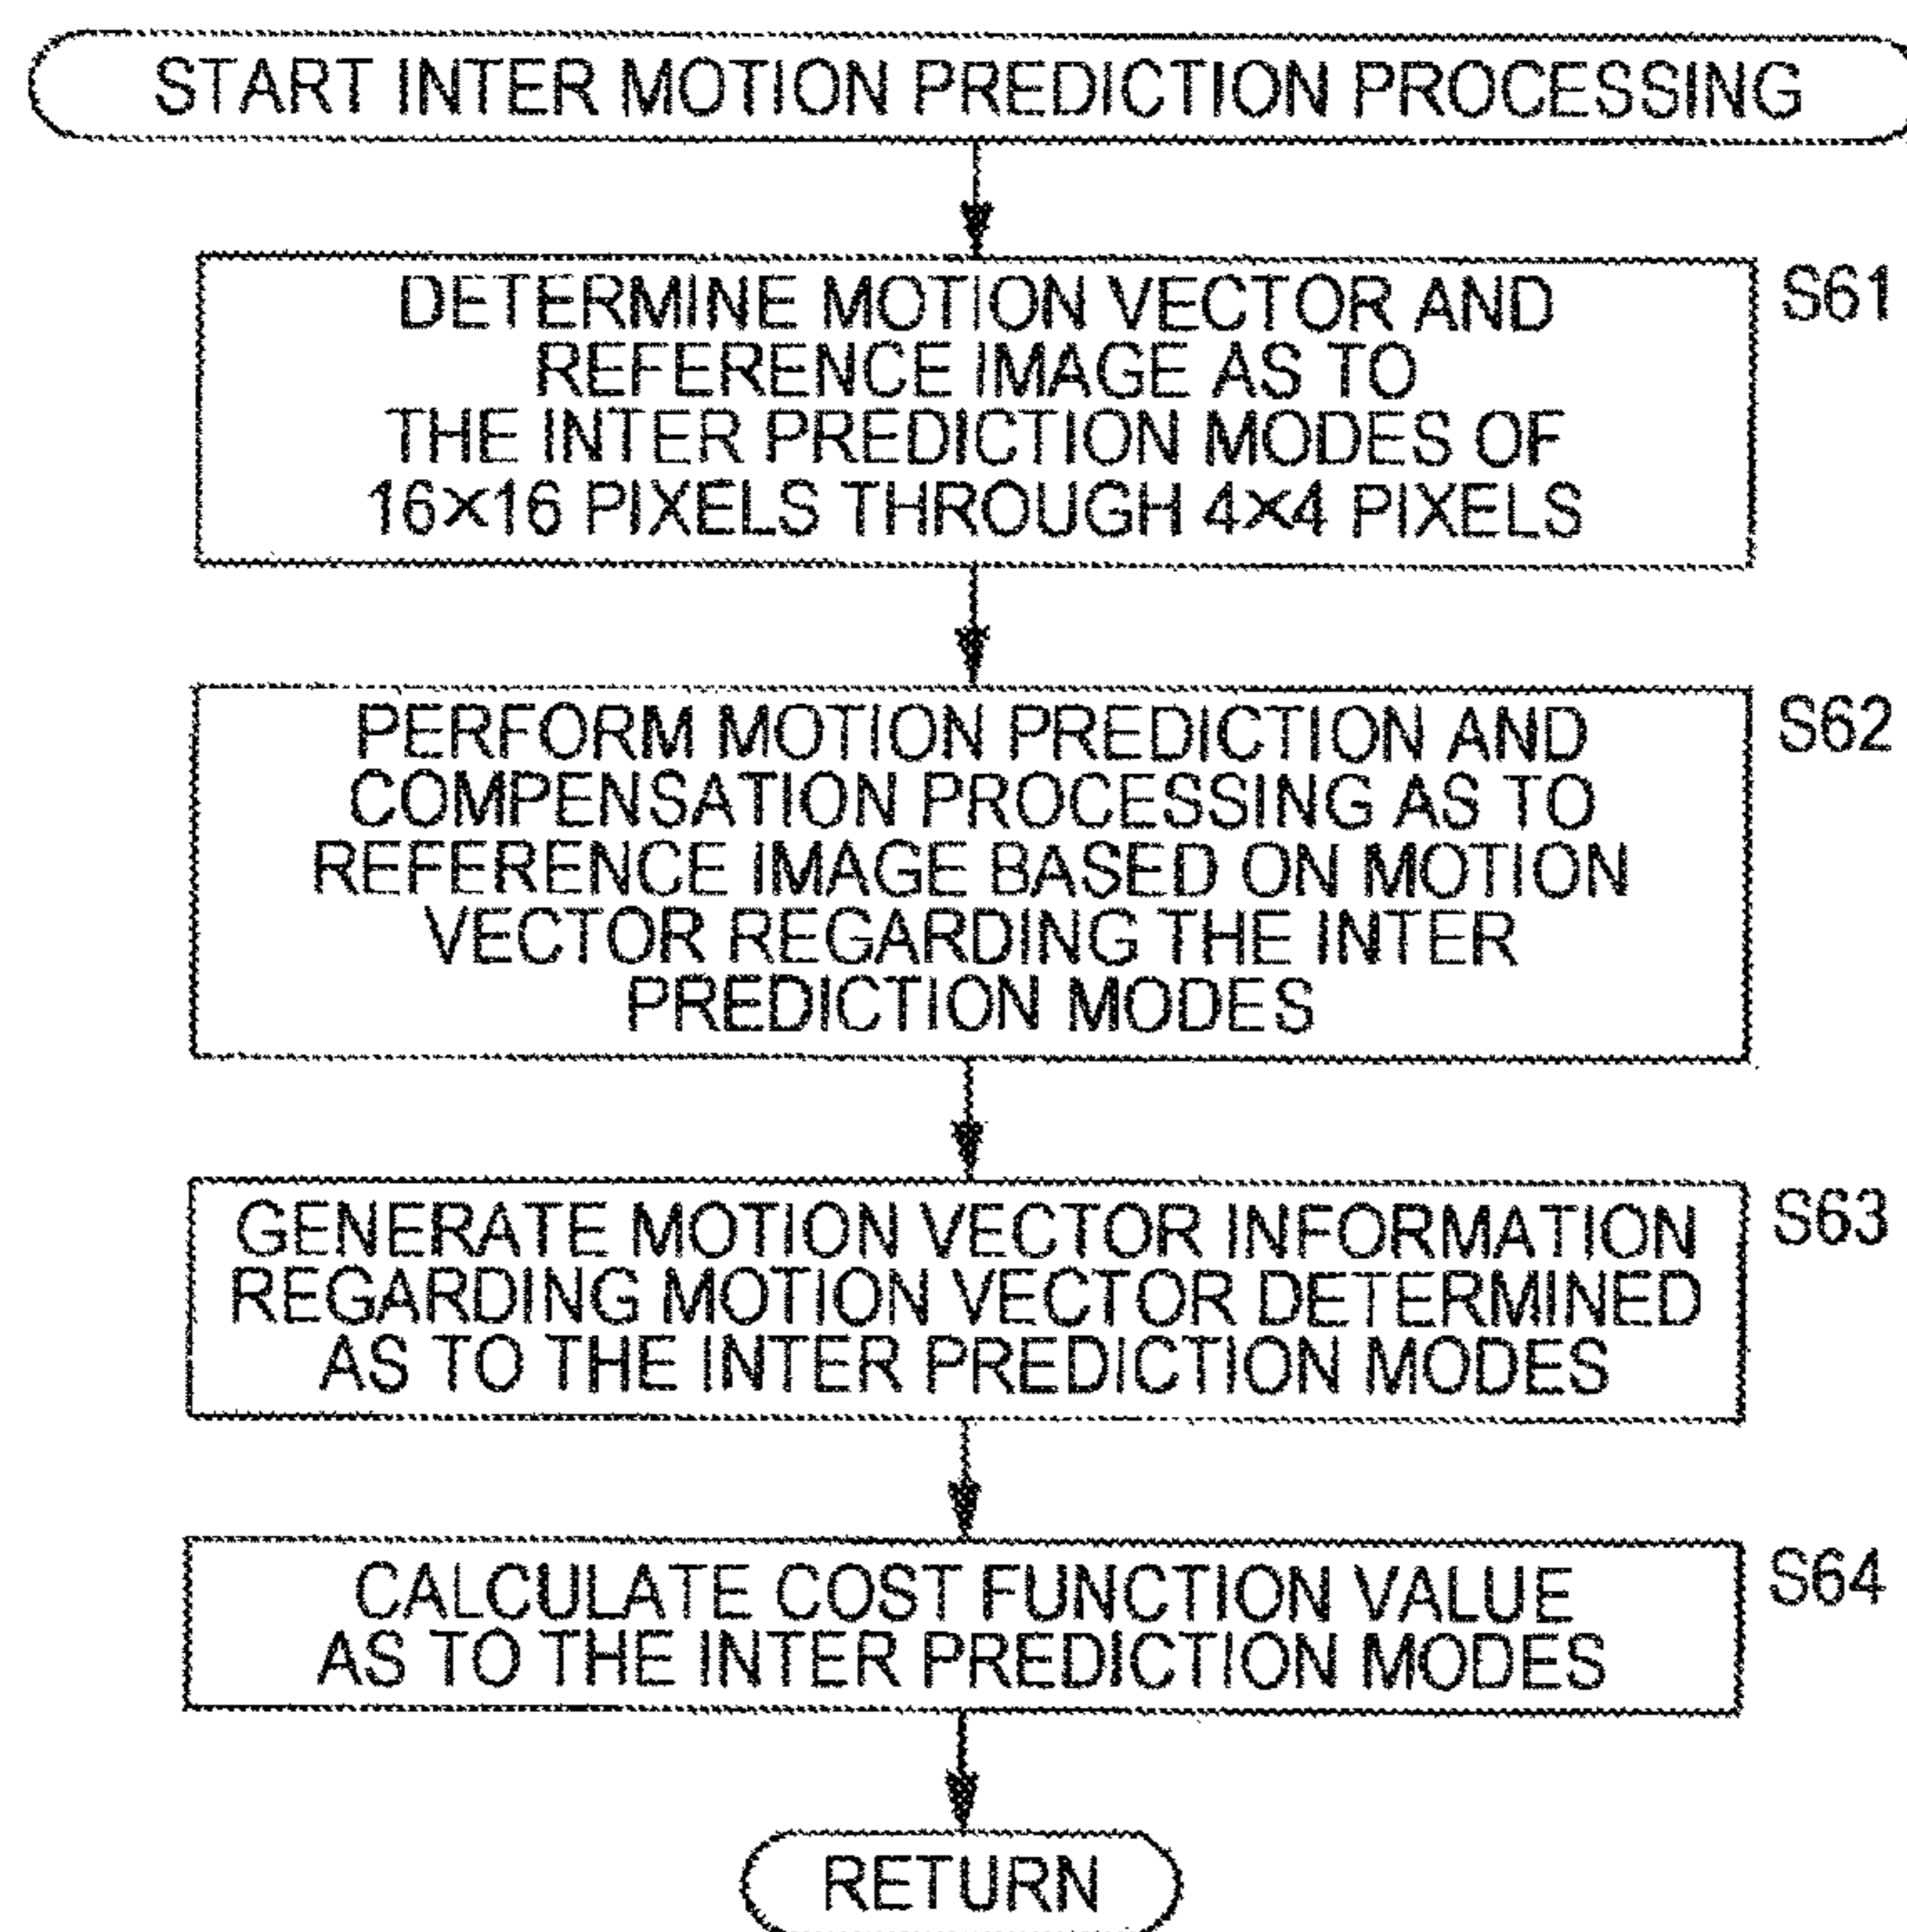 START INTER MOTION PREDICTION PROCESSING
DETERMINE MOTION VECTOR AND
REFERENCE IMAGE AS TO
THE INTER PREDICTION MODES OF
16×16 PIXELS THROUGH 4×4 PIXELS
S61
PERFORM MOTION PREDICTION AND
COMPENSATION PROCESSING AS TO
REFERENCE IMAGE BASED ON MOTION
VECTOR REGARDING THE INTER
PREDICTION MODES
S62
GENERATE MOTION VECTOR INFORMATION
REGARDING MOTION VECTOR DETERMINED
AS TO THE INTER PREDICTION MODES
S63
CALCULATE COST FUNCTION VALUE
AS TO THE INTER PREDICTION MODES
S64
RETURN